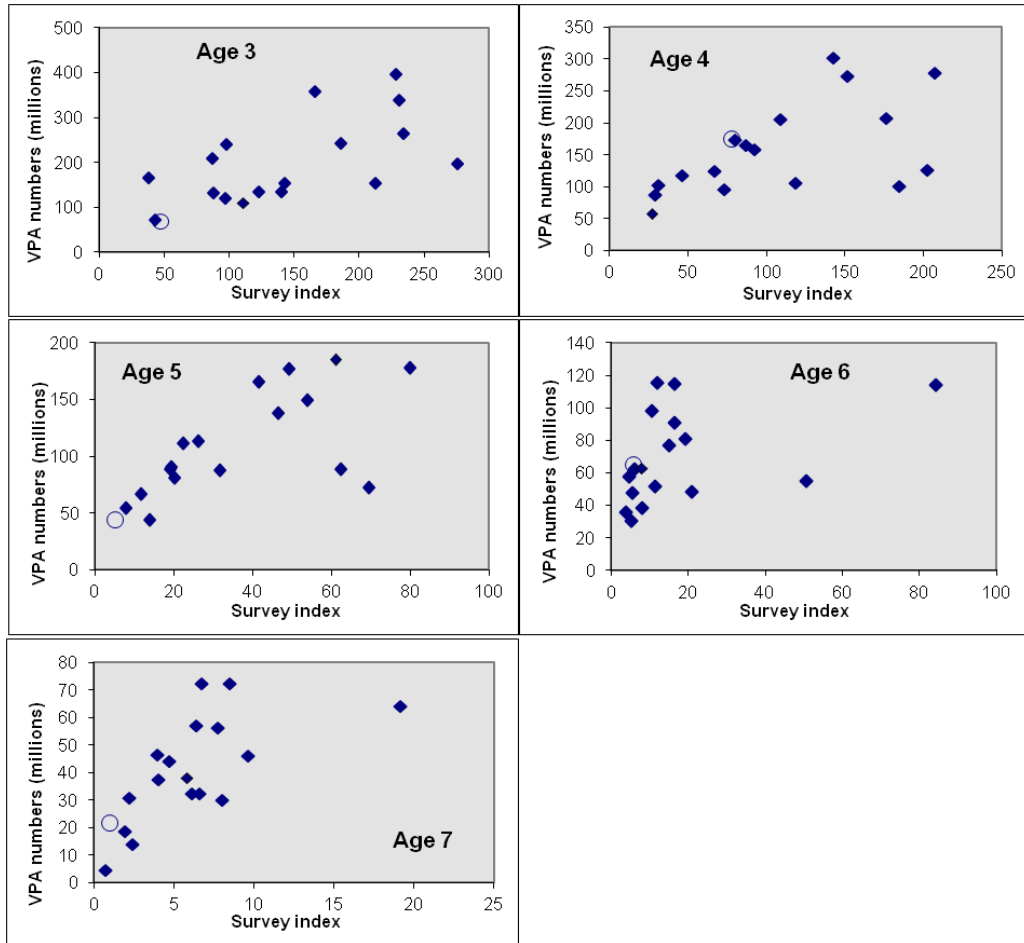 Age 3
VPA numbers (millions)
500
400
300
200
100
0
0 50 100 150 200 250 300
Survey index
Age 4
VPA numbers (millions)
350
300
250
200
150
100
50
0
0 50 100 150 200 250
Survey index
Age 5
VPA numbers (millions)
200
150
100
50
0
0 20 40 60 80 100
Survey index
Age 6
VPA numbers (millions)
140
120
100
80
60
40
20
0
0 20 40 60 80 100
Survey index
Age 7
VPA numbers (millions)
80
70
60
50
40
30
20
10
0
0 5 10 15 20 25
Survey index